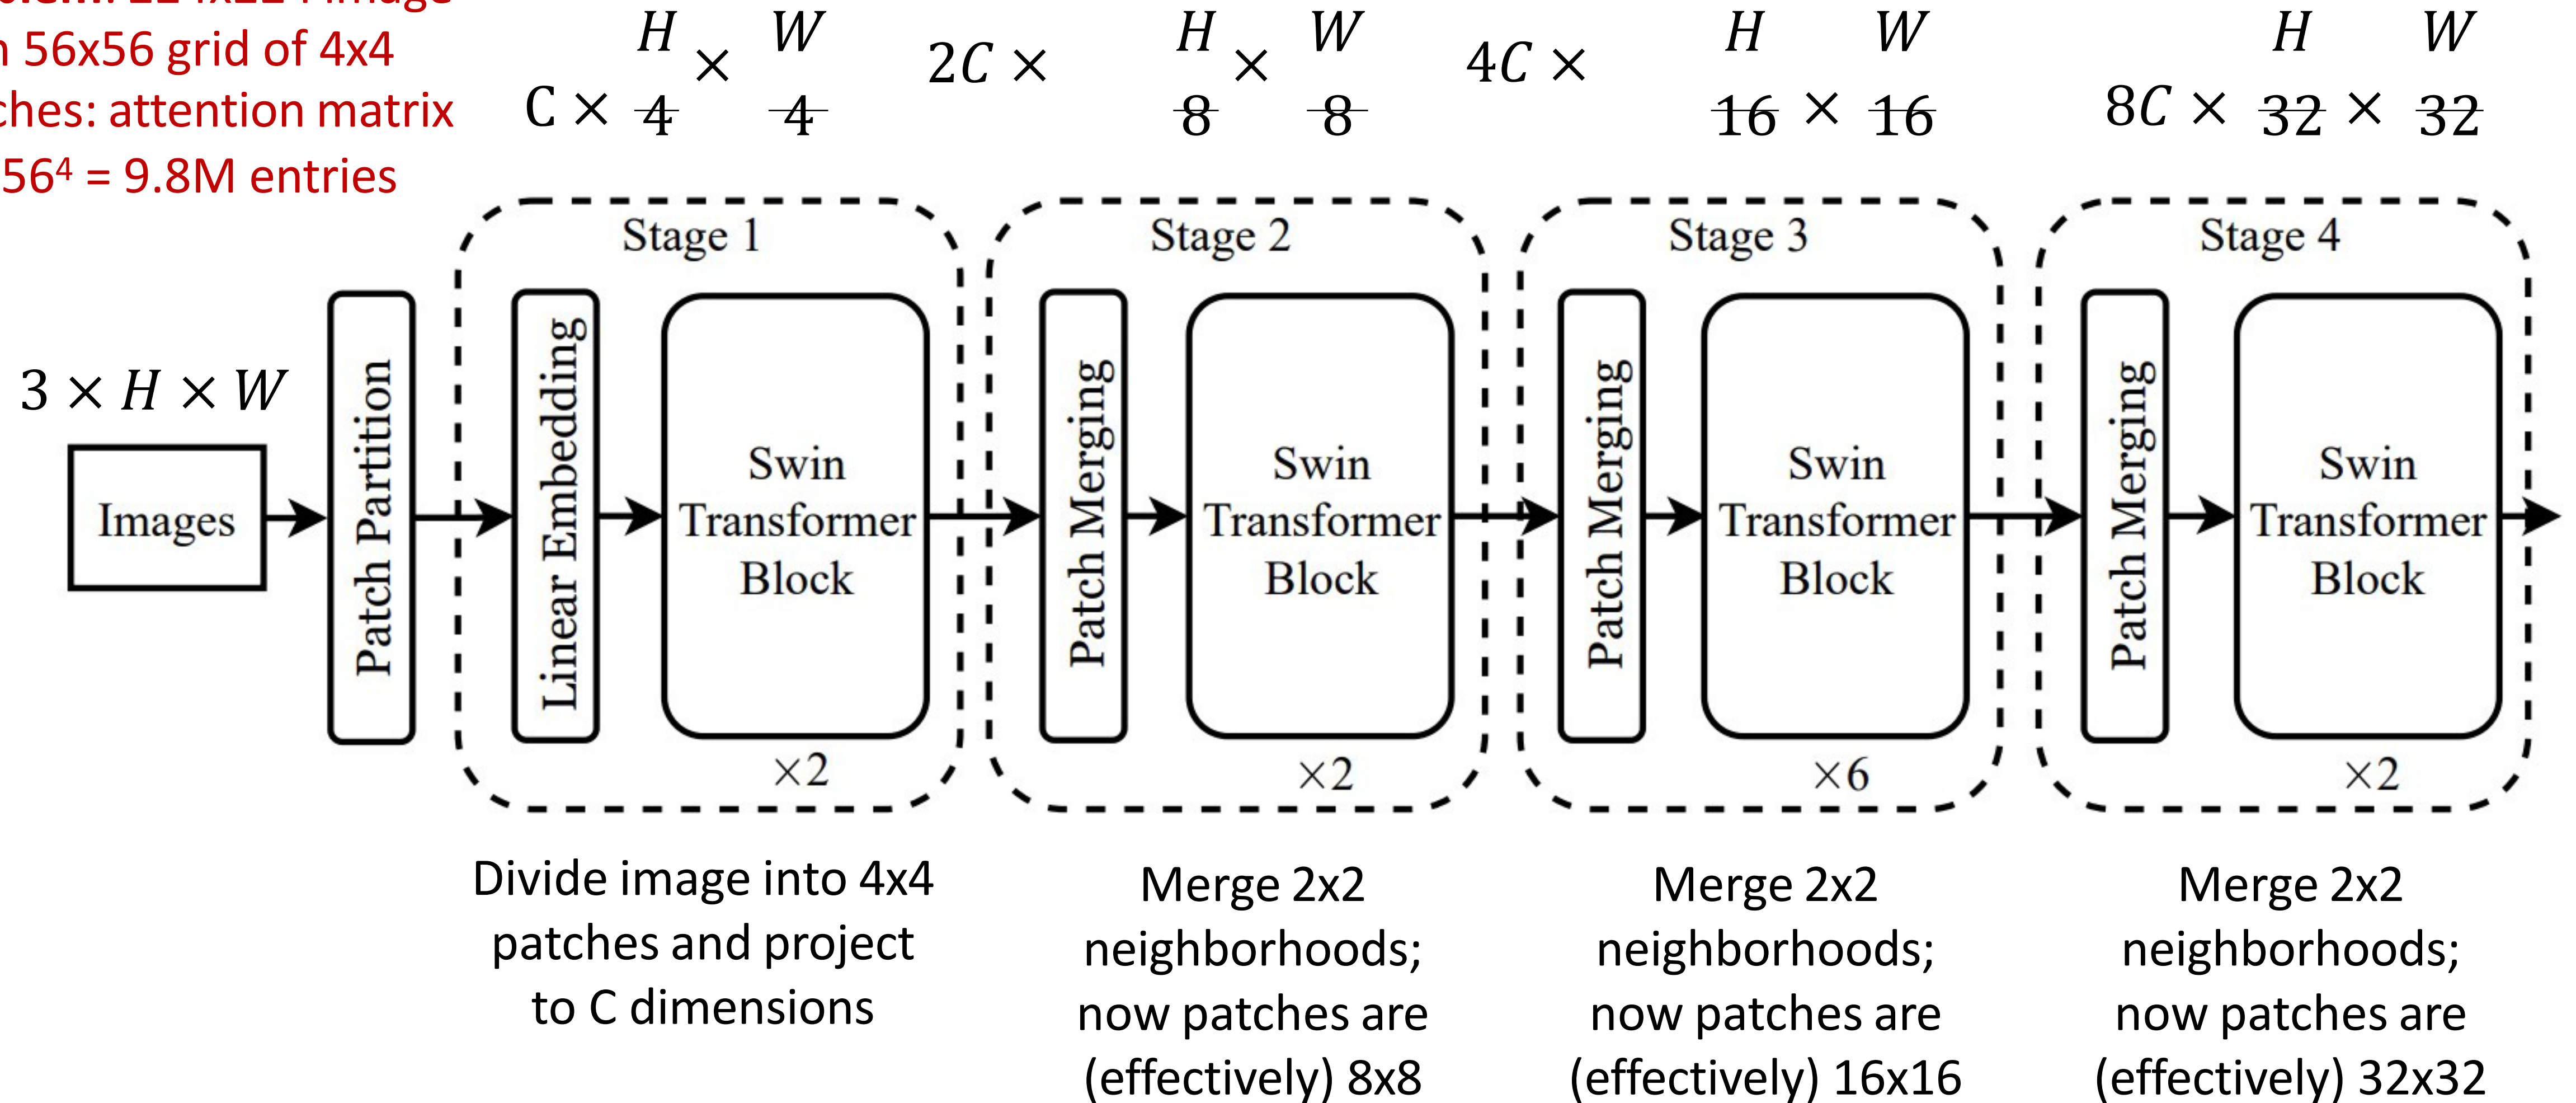 224x224 image
56x56 grid of 4x4
attention matrix
56⁴ = 9.8M entries
C × H/4 × W/4
2C × H/8 × W/8
4C × H/16 × W/16
8C × H/32 × W/32
3 × H × W
Images
Patch Partition
Stage 1
Linear Embedding
Swin
Transformer
Block
×2
Divide image into 4x4
patches and project
to C dimensions
Stage 2
Patch Merging
Swin
Transformer
Block
×2
Merge 2x2
neighborhoods;
now patches are
(effectively) 8x8
Stage 3
Patch Merging
Swin
Transformer
Block
×6
Merge 2x2
neighborhoods;
now patches are
(effectively) 16x16
Stage 4
Patch Merging
Swin
Transformer
Block
×2
Merge 2x2
neighborhoods;
now patches are
(effectively) 32x32